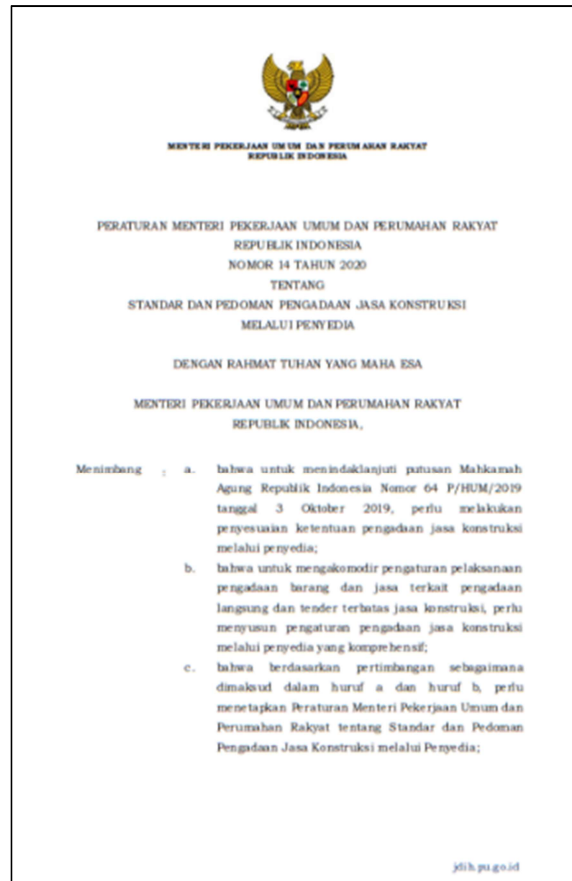 MENTERI PEKERJAAN UMUM DAN PERUMAHAN RAKYAT
REPUBLIK INDONESIA
PERATURAN MENTERI PEKERJAAN UMUM DAN PERUMAHAN RAKYAT
REPUBLIK INDONESIA
NOMOR 14 TAHUN 2020
TENTANG
STANDAR DAN PEDOMAN PENGADAAN JASA KONSTRUKSI
MELALUI PENYEDIA
DENGAN RAHMAT TUHAN YANG MAHA ESA
MENTERI PEKERJAAN UMUM DAN PERUMAHAN RAKYAT
REPUBLIK INDONESIA,
Menimbang : a. bahwa untuk menindaklanjuti putusan Mahkamah
Agung Republik Indonesia Nomor 64 P/HUM/2019
tanggal 3 Oktober 2019, perlu melakukan
penyesuaian ketentuan pengadaan jasa konstruksi
melalui penyedia;
b. bahwa untuk mengakomodir pengaturan pelaksanaan
pengadaan barang dan jasa terkait pengadaan
langsung dan tender terbatas jasa konstruksi, perlu
menyusun pengaturan pengadaan jasa konstruksi
melalui penyedia yang komprehensif;
c. bahwa berdasarkan pertimbangan sebagaimana
dimaksud dalam huruf a dan huruf b, perlu
menetapkan Peraturan Menteri Pekerjaan Umum dan
Perumahan Rakyat tentang Standar dan Pedoman
Pengadaan Jasa Konstruksi melalui Penyedia;
jdih.pu.go.id